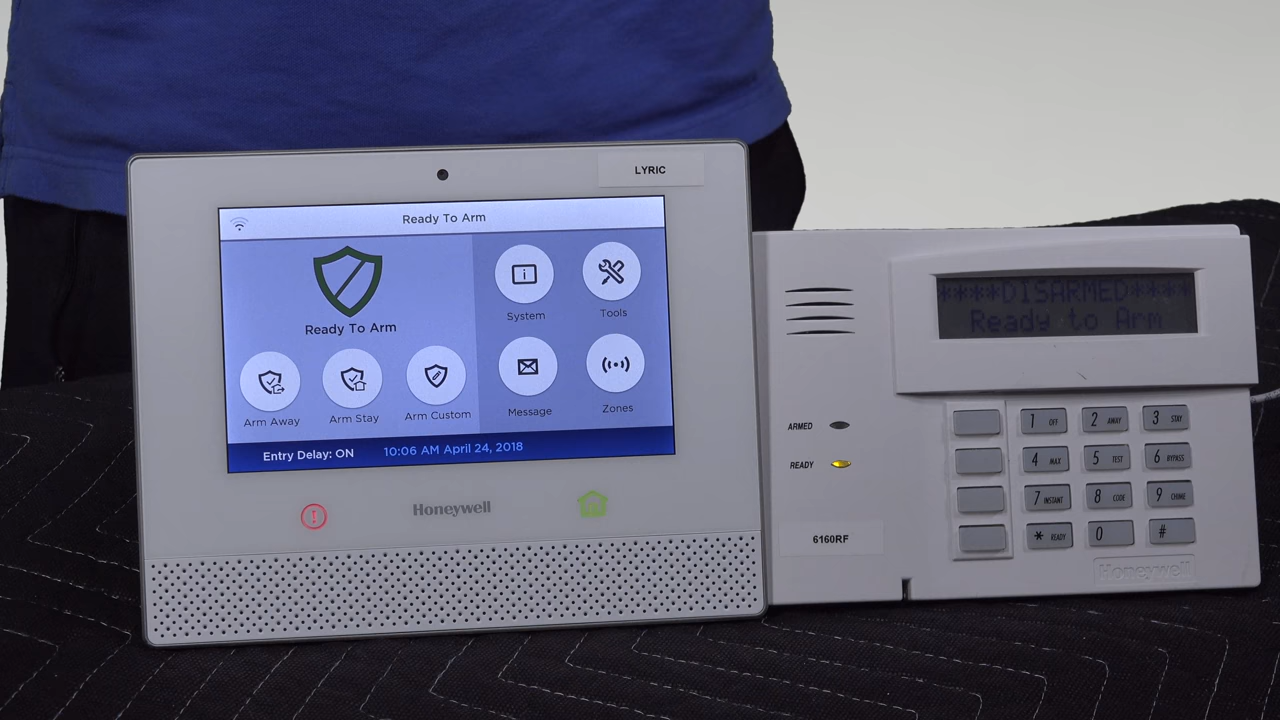 LYRIC
Ready To Arm
Ready To Arm
System
Tools
Arm Away
Arm Stay
Arm Custom
Message
Zones
Entry Delay: ON
10:06 AM April 24, 2018
Honeywell
****DISARMED****
Ready to Arm
ARMED
READY
6160RF
1 OFF
2 AWAY
3 STAY
4 MAX
5 TEST
6 BYPASS
7 INSTANT
8 CODE
9 CHIME
* READY
0
#
Honeywell